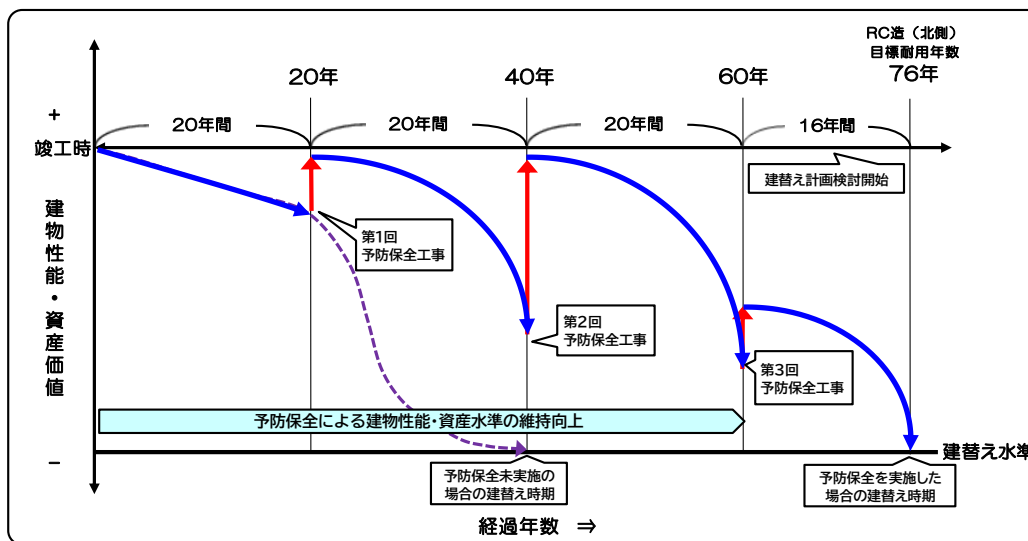 RC造（北側）
目標耐用年数
20年
40年
60年
76年
＋
20年間
20年間
20年間
16年間
竣工時
建替え計画検討開始
建物性能・資産価値
第1回
予防保全工事
第2回
予防保全工事
第3回
予防保全工事
予防保全による建物性能・資産水準の維持向上
－
建替え水準
予防保全未実施の
場合の建替え時期
予防保全を実施した
場合の建替え時期
経過年数　⇒